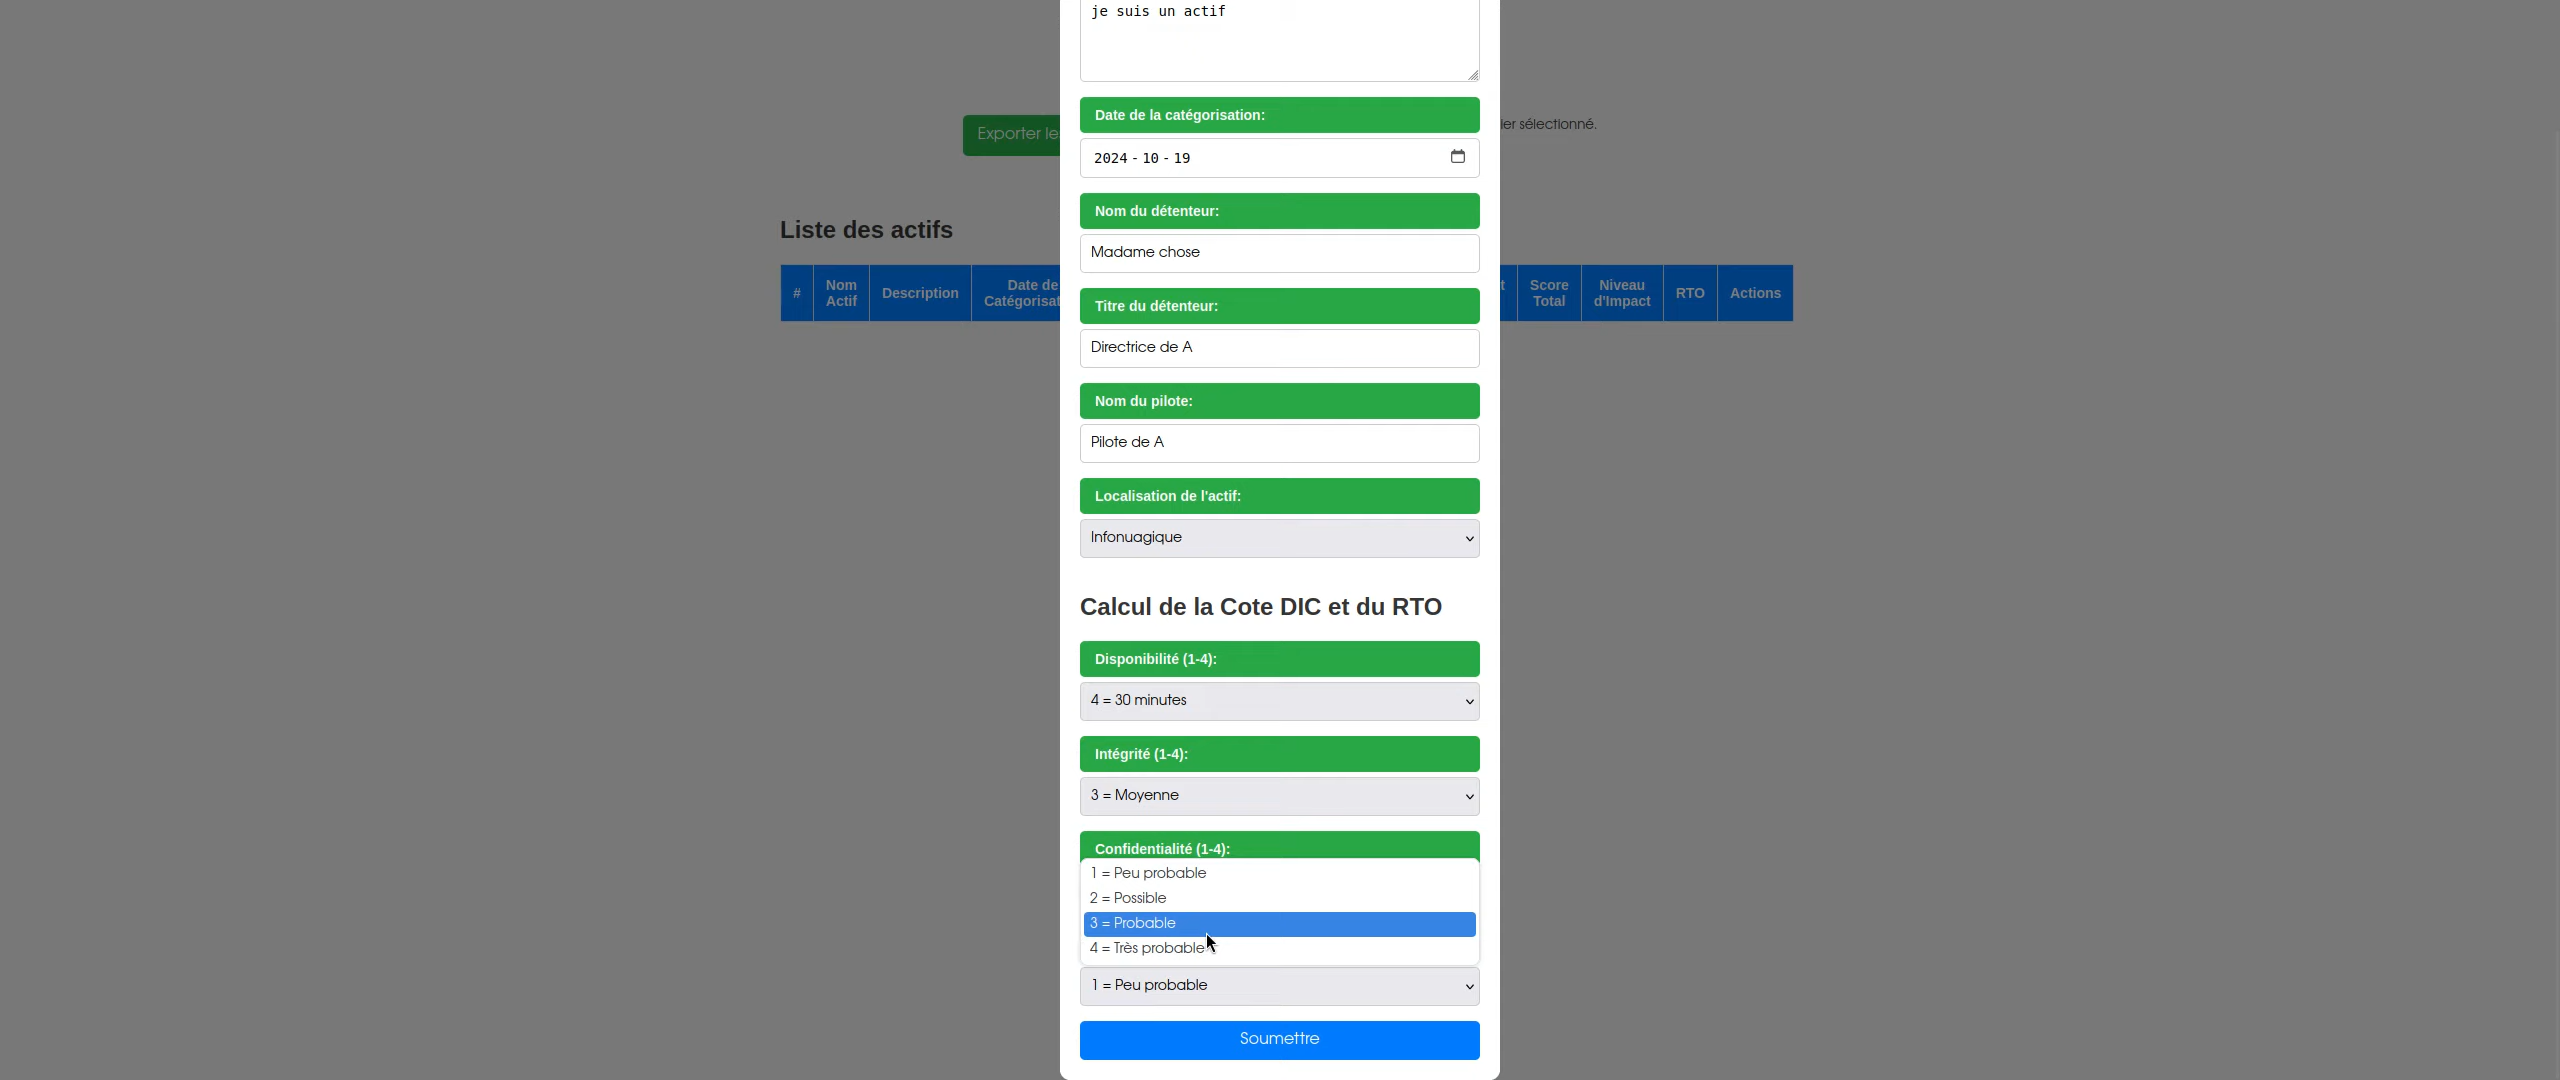 je suis un actif
Date de la catégorisation:
2024-10-19
Nom du détenteur:
Madame chose
Titre du détenteur:
Directrice de A
Nom du pilote:
Pilote de A
Localisation de l'actif:
Infonuagique
Calcul de la Cote DIC et du RTO
Disponibilité (1-4):
4 = 30 minutes
Intégrité (1-4):
3 = Moyenne
Confidentialité (1-4):
1 = Peu probable
2 = Possible
3 = Probable
4 = Très probable
1 = Peu probable
Soumettre
Exporter le
sélectionné.
Liste des actifs
#
Nom
Actif
Description
Date de
Score
Total
Niveau
d'Impact
RTO
Actions